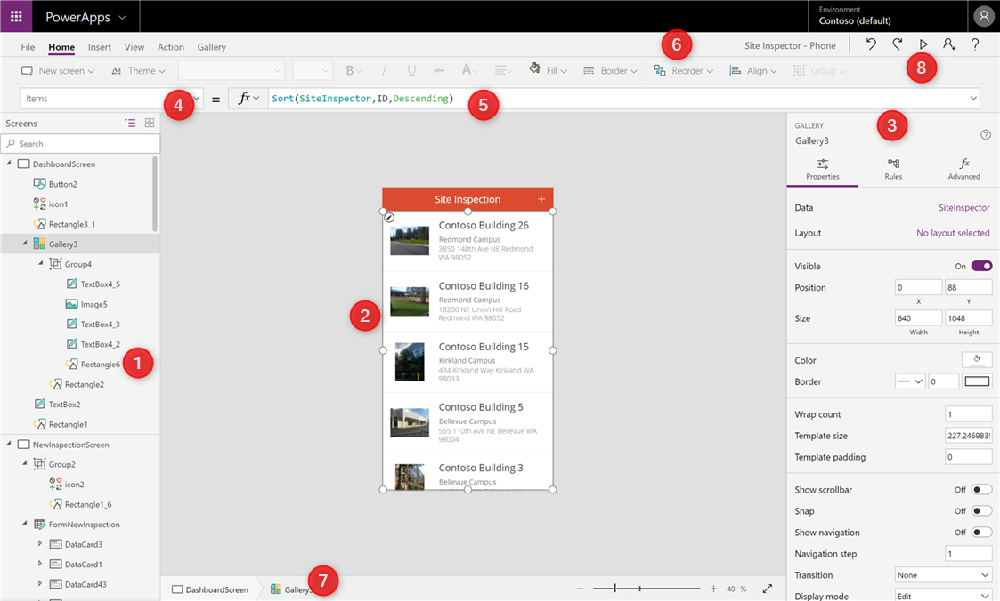 PowerApps
Environment
Contoso (default)
File Home Insert View Action Gallery
6
Site Inspector - Phone
New screen Theme B / U abc A Fill Border Reorder Align Group
8
Items
4
= fx Sort(SiteInspector,ID,Descending)
5
Screens
Search
DashboardScreen
Button2
icon1
Rectangle3_1
Gallery3
Group4
TextBox4_5
Image5
TextBox4_3
TextBox4_2
Rectangle6
1
Rectangle2
TextBox2
Rectangle1
NewInspectionScreen
Group2
icon2
Rectangle1_6
FormNewInspection
DataCard3
DataCard1
DataCard43
Site Inspection +
Contoso Building 26
Redmond Campus
3850 148th Ave NE Redmond
WA 98052
Contoso Building 16
Redmond Campus
18200 NE Union Hill Road
Redmond WA 98052
2
Contoso Building 15
Kirkland Campus
434 Kirkland Way Kirkland WA
98033
Contoso Building 5
Bellevue Campus
555 110th Ave NE Bellevue WA
98004
Contoso Building 3
Bellevue Campus
DashboardScreen
Gallery3
7
40 %
GALLERY
3
Gallery3
?
Properties Rules fx Advanced
Data SiteInspector
Layout No layout selected
Visible On
Position 0 88
X Y
Size 640 1048
Width Height
Color
Border 0
Wrap count 1
Template size 227.2469835
Template padding 0
Show scrollbar Off
Snap Off
Show navigation Off
Navigation step 1
Transition None
Display mode Edit